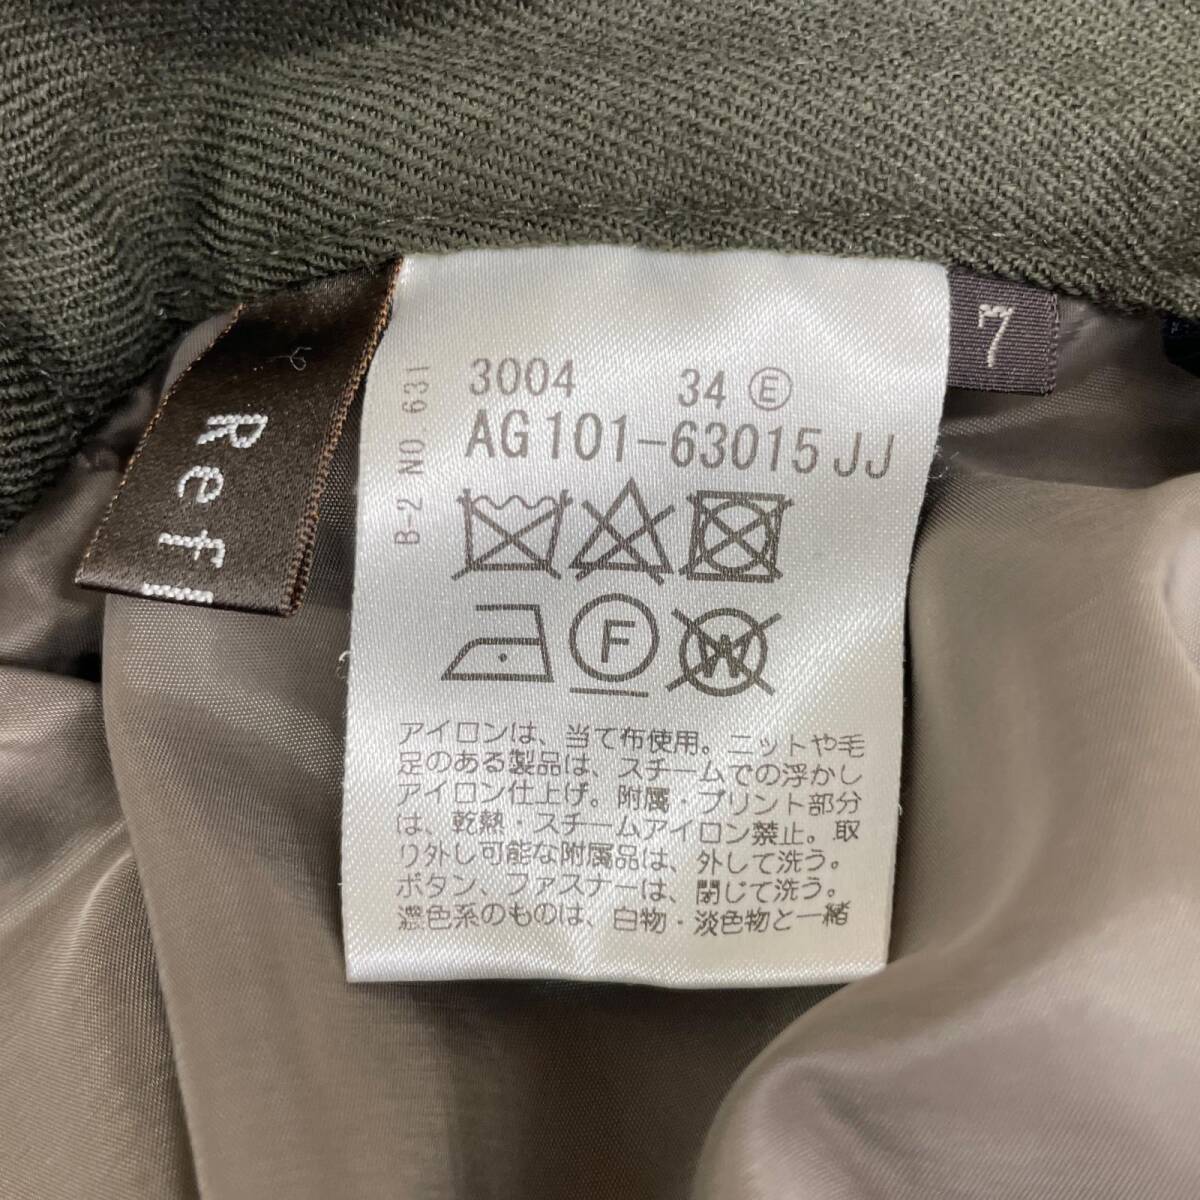 Ref
B-2 NO.631
3004 34 Ⓔ
AG101-63015JJ
F
W
アイロンは、当て布使用。ニットや毛
足のある製品は、スチームでの浮かし
アイロン仕上げ。附属・プリント部分
は、乾熱・スチームアイロン禁止。取
り外し可能な附属品は、外して洗う。
ボタン、ファスナーは、閉じて洗う。
濃色系のものは、白物・淡色物と一緒
7